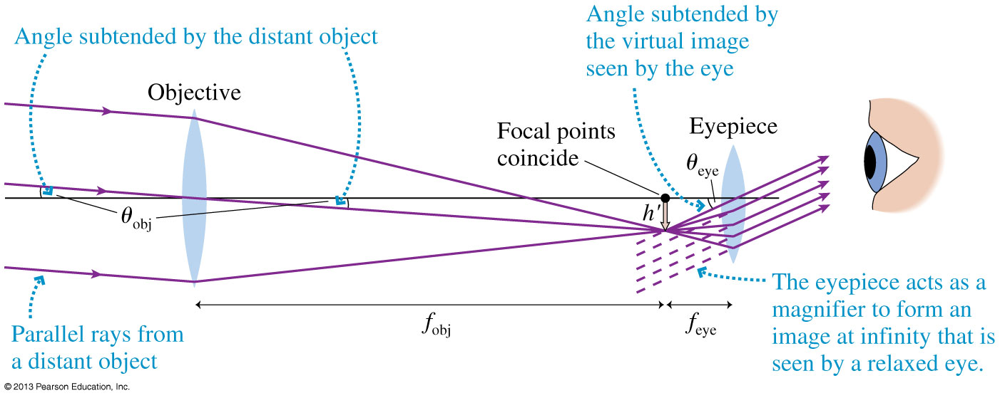 Angle subtended by the distant object
Angle subtended by
the virtual image
seen by the eye
Objective
Focal points
coincide
Eyepiece
θeye
θobj
h′
fobj
feye
Parallel rays from
a distant object
The eyepiece acts as a
magnifier to form an
image at infinity that is
seen by a relaxed eye.
© 2013 Pearson Education, Inc.